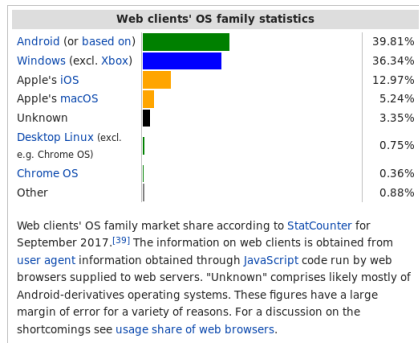 Web clients' OS family statistics
Android (or based on) 39.81%
Windows (excl. Xbox) 36.34%
Apple's iOS 12.97%
Apple's macOS 5.24%
Unknown 3.35%
Desktop Linux (excl.
e.g. Chrome OS) 0.75%
Chrome OS 0.36%
Other 0.88%
Web clients' OS family market share according to StatCounter for
September 2017.[39] The information on web clients is obtained from
user agent information obtained through JavaScript code run by web
browsers supplied to web servers. "Unknown" comprises likely mostly of
Android-derivatives operating systems. These figures have a large
margin of error for a variety of reasons. For a discussion on the
shortcomings see usage share of web browsers.